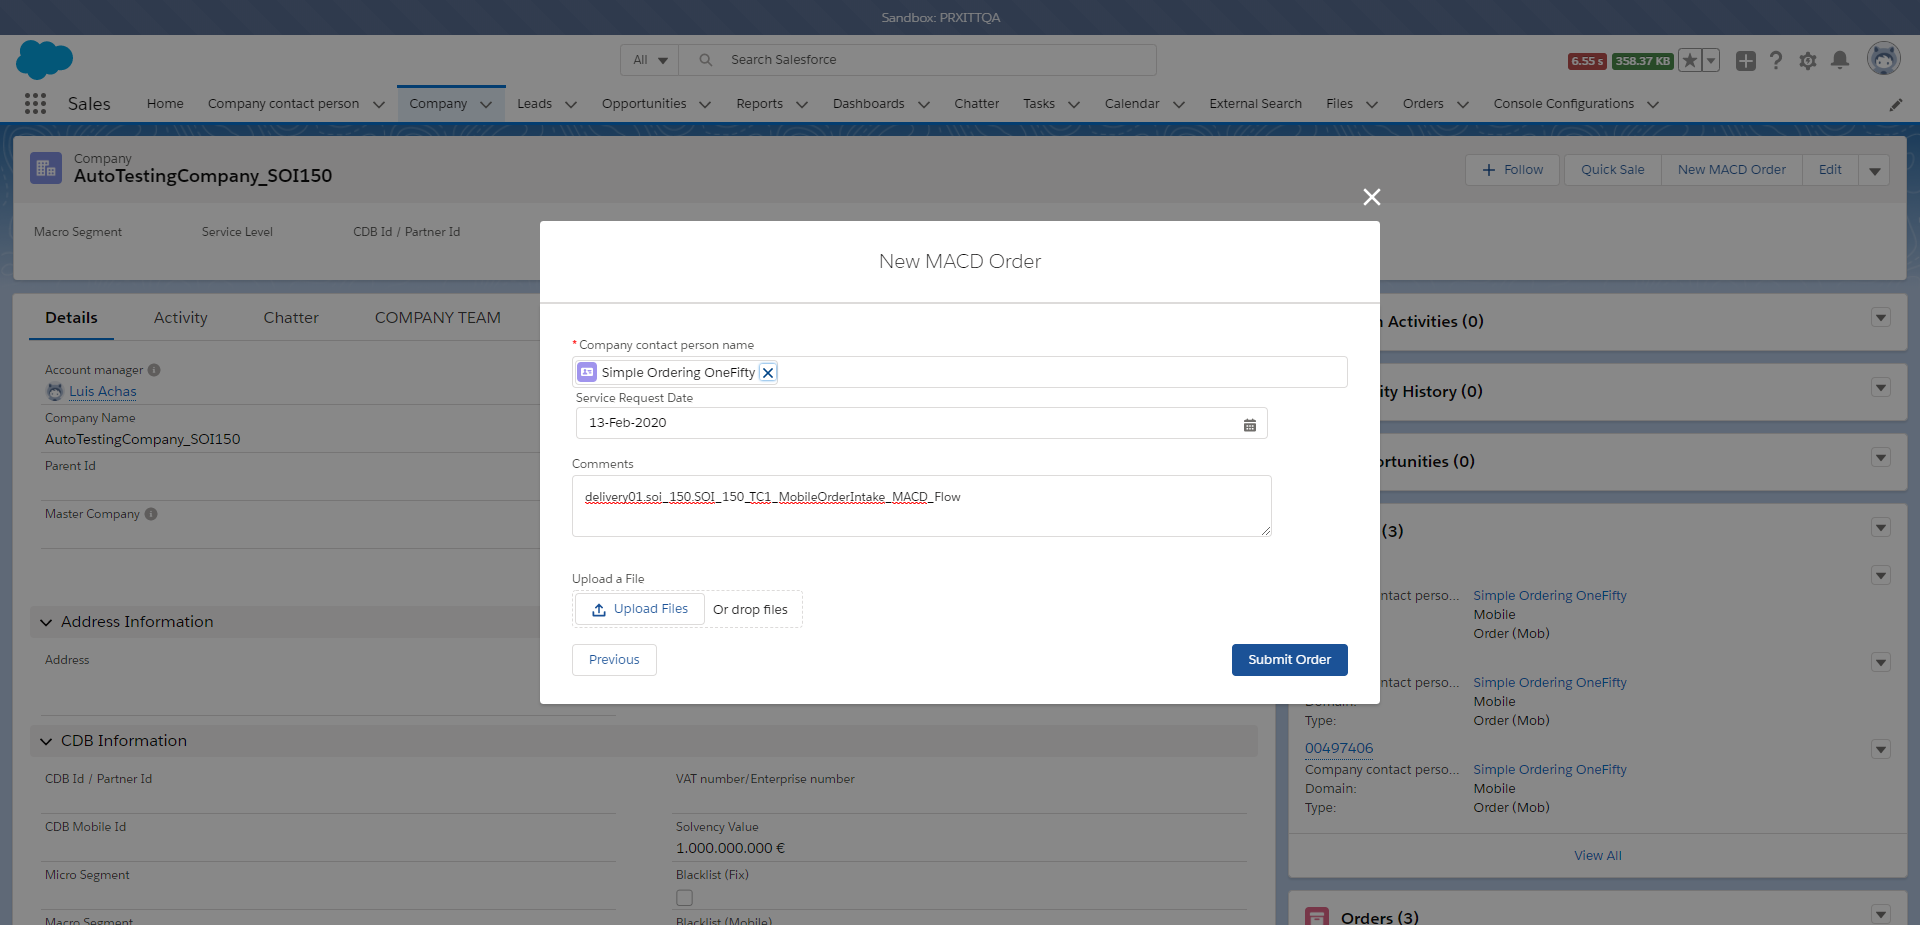 Sandbox: PRXITTQA
All
Search Salesforce
6.55 s
358.37 KB
Sales
Home
Company contact person
Company
Leads
Opportunities
Reports
Dashboards
Chatter
Tasks
Calendar
External Search
Files
Orders
Console Configurations
Company
AutoTestingCompany_SOI150
Follow
Quick Sale
New MACD Order
Edit
Macro Segment
Service Level
CDB Id / Partner Id
New MACD Order
* Company contact person name
Simple Ordering OneFifty
Service Request Date
13-Feb-2020
Comments
delivery01.soi_150.SOI_150_TC1_MobileOrderIntake_MACD_Flow
Upload a File
Upload Files
Or drop files
Previous
Submit Order
Details
Activity
Chatter
COMPANY TEAM
Account manager
Luis Achas
Company Name
AutoTestingCompany_SOI150
Parent Id
Master Company
Address Information
Address
CDB Information
CDB Id / Partner Id
VAT number/Enterprise number
CDB Mobile Id
Solvency Value
1.000.000.000 €
Micro Segment
Blacklist (Fix)
Macro Segment
Blacklist (Mobile)
Activities (0)
ity History (0)
ortunities (0)
(3)
ntact perso...
Simple Ordering OneFifty
Mobile
Order (Mob)
ntact perso...
Simple Ordering OneFifty
Domain:
Mobile
Type:
Order (Mob)
00497406
Company contact perso...
Simple Ordering OneFifty
Domain:
Mobile
Type:
Order (Mob)
View All
Orders (3)